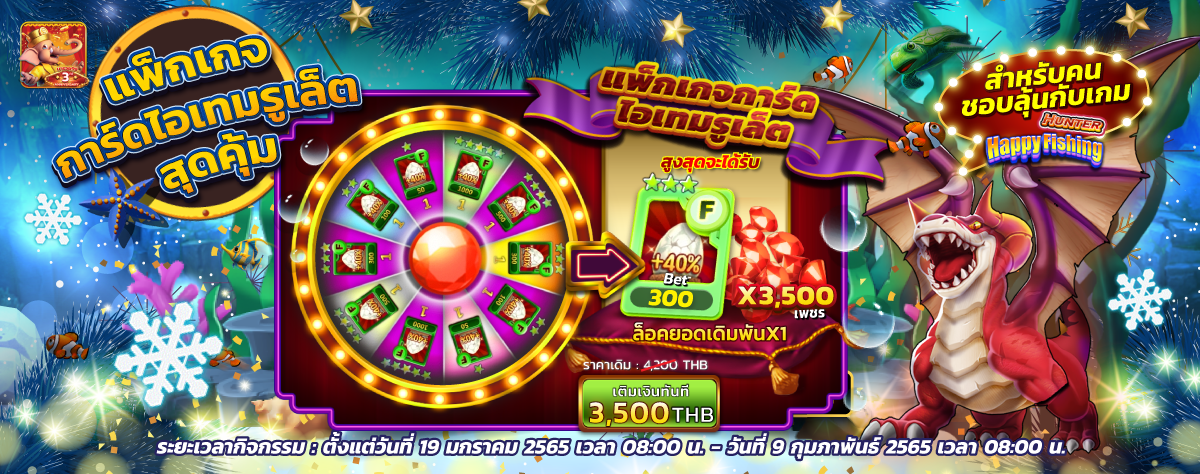 แพ็กเกจ
การ์ดไอเทมรูเล็ต
สุดคุ้ม
แพ็กเกจการ์ด
ไอเทมรูเล็ต
สูงสุดจะได้รับ
F
+40%
Bet
300
X3,500
เพชร
ล็อคยอดเดิมพันX1
ราคาเดิม : 4,200 THB
เติมเงินทันที
3,500 THB
สำหรับคน
ชอบลุ้นกับเกม
HUNTER
Happy Fishing
ระยะเวลากิจกรรม : ตั้งแต่วันที่ 19 มกราคม 2565 เวลา 08:00 น. - วันที่ 9 กุมภาพันธ์ 2565 เวลา 08:00 น.